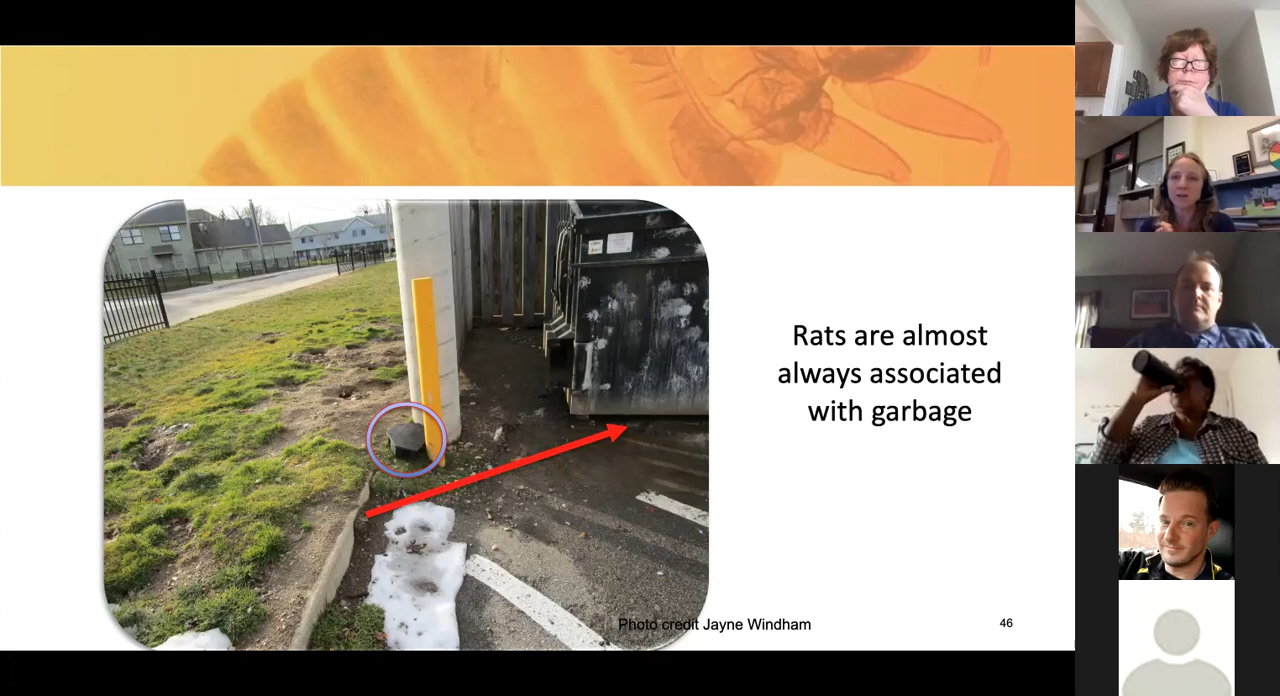 Rats are almost
always associated
with garbage
Photo credit Jayne Windham
46